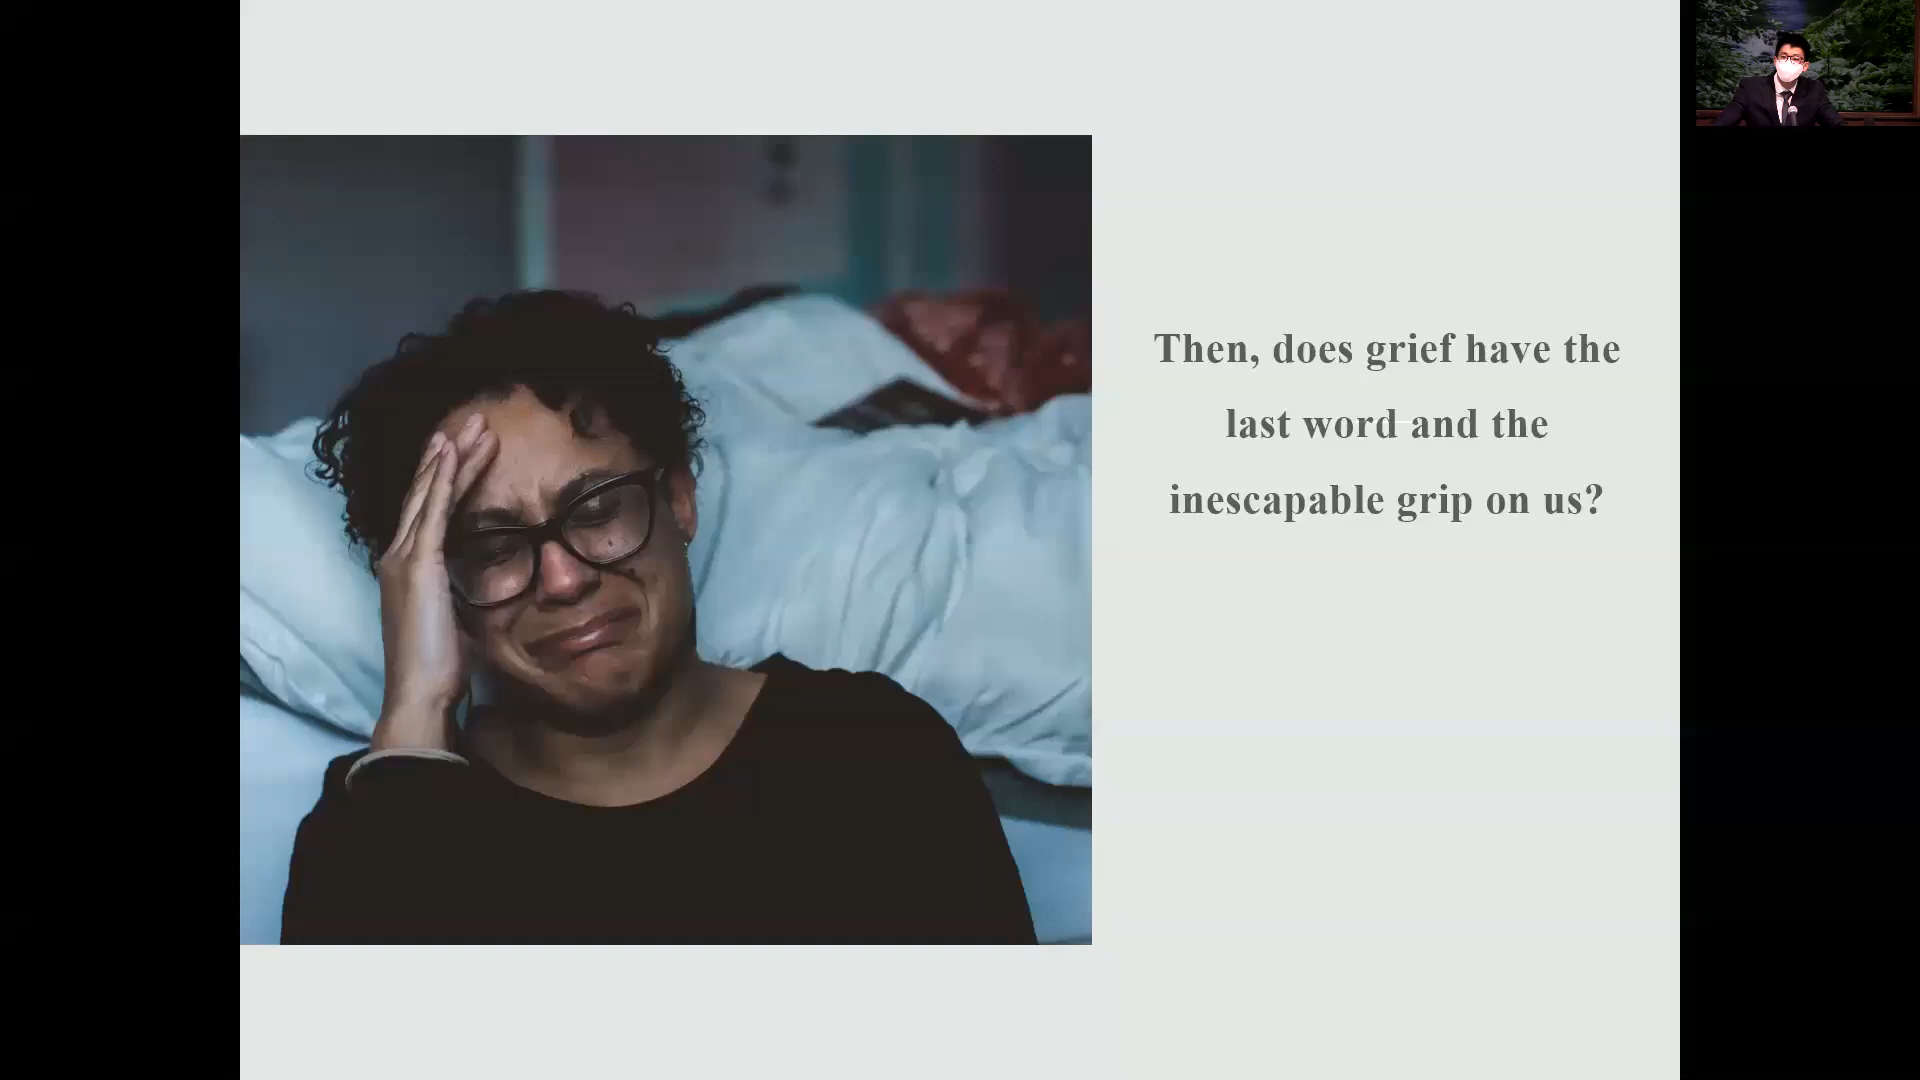 Then, does grief have the
last word and the
inescapable grip on us?